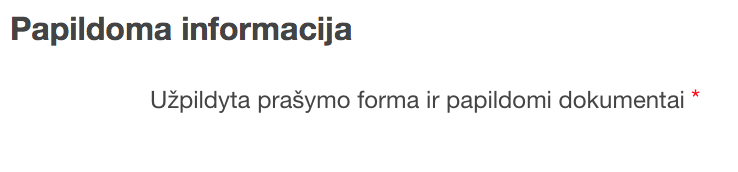 Papildoma informacija
Užpildyta prašymo forma ir papildomi dokumentai *